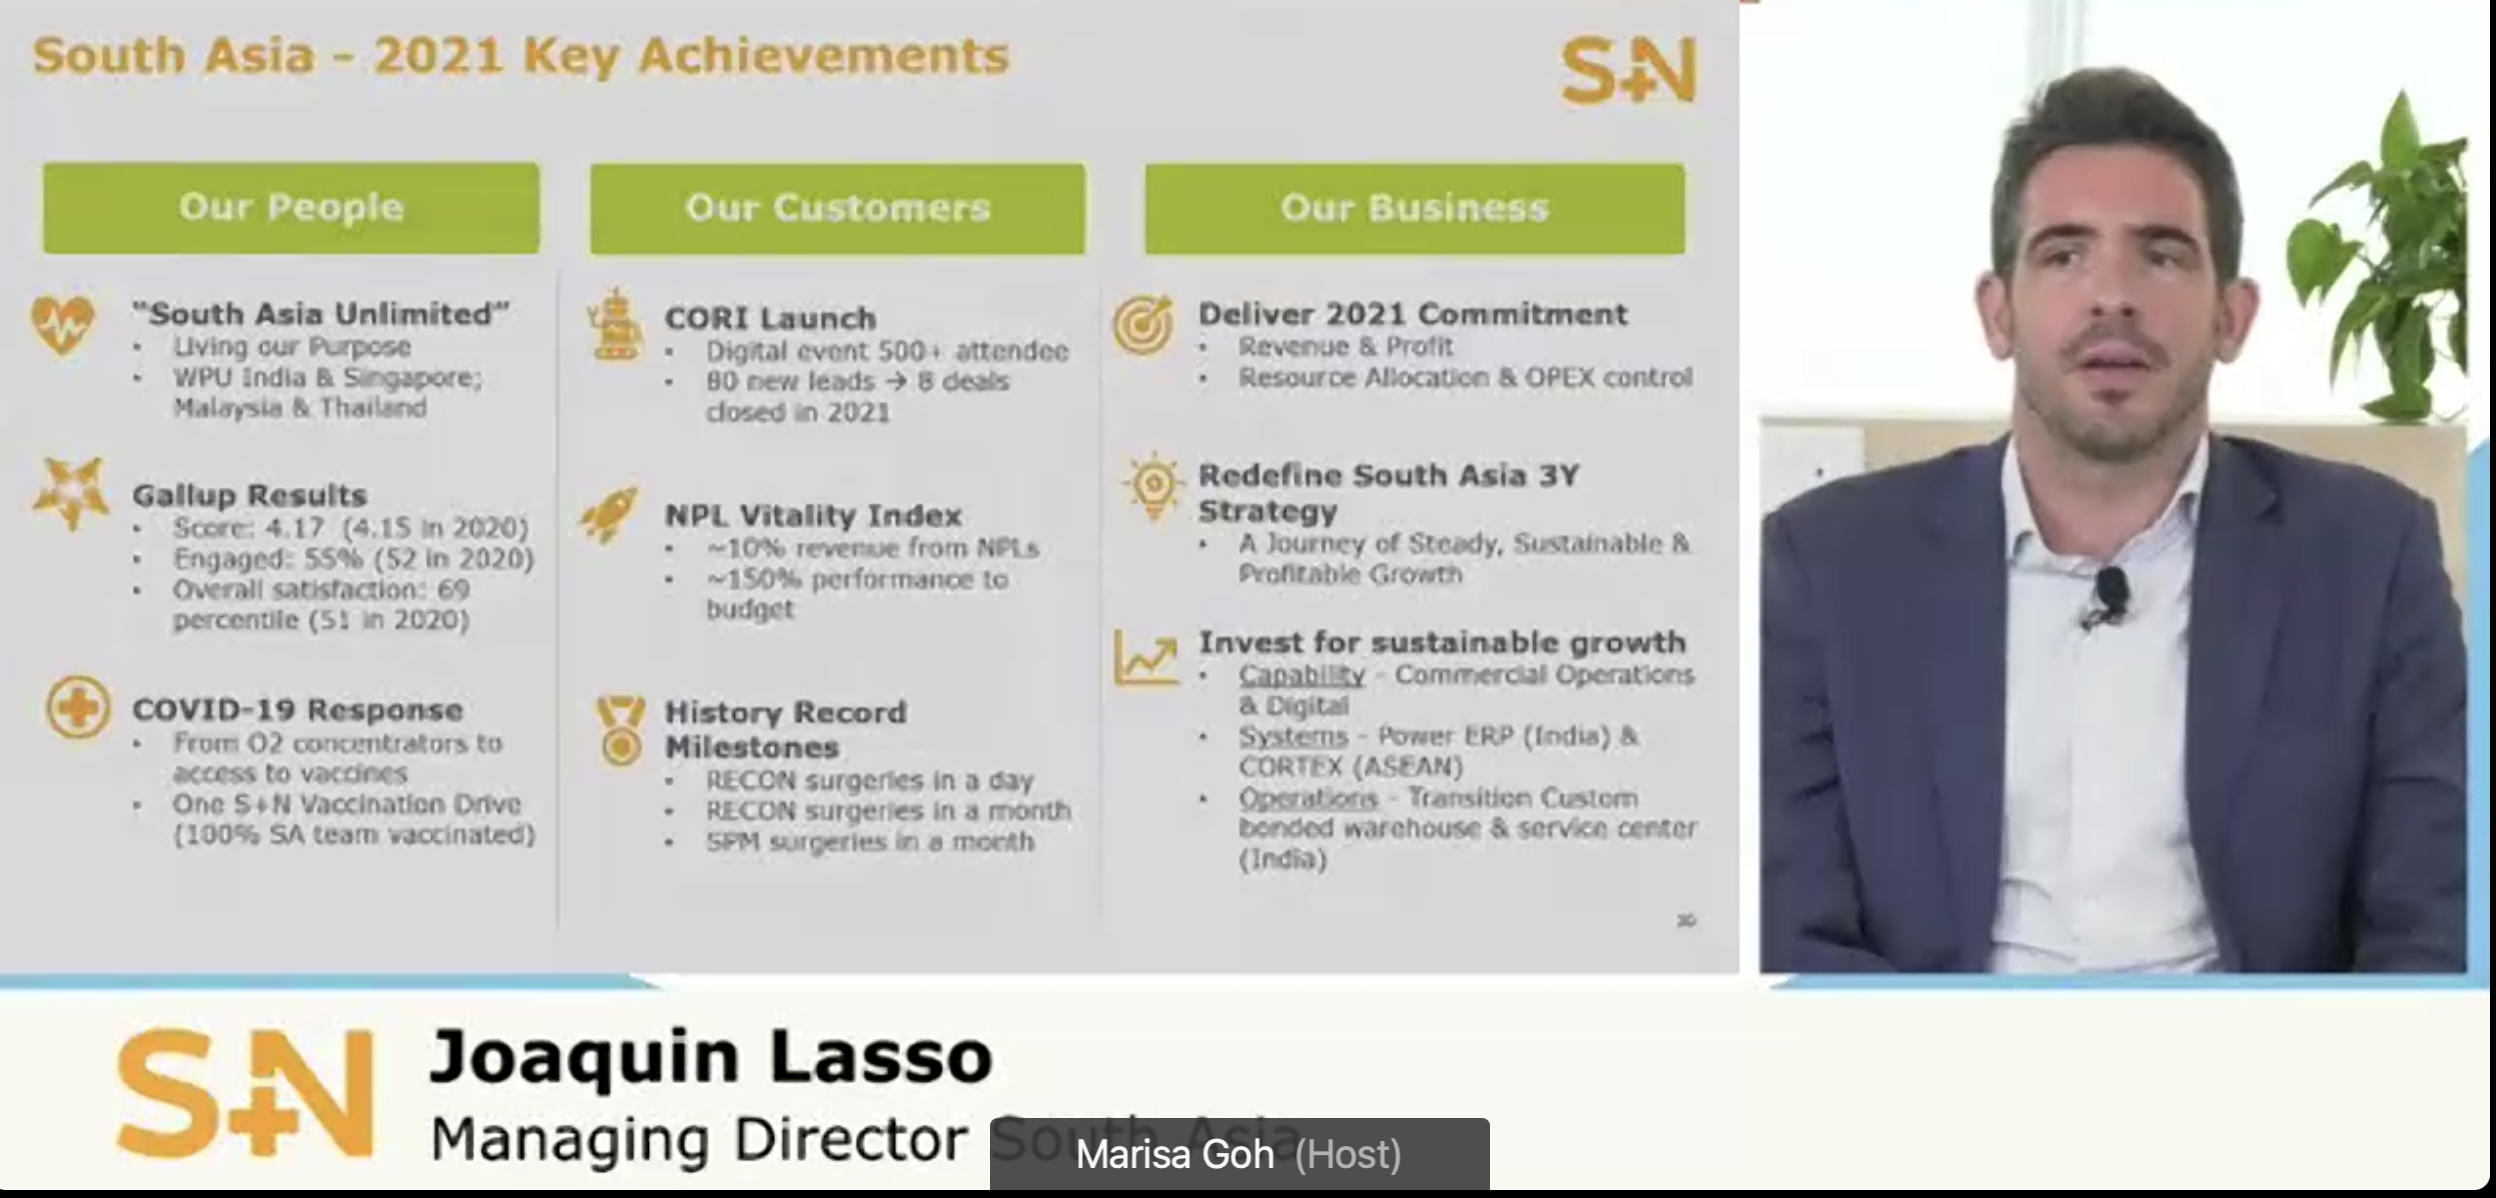 South Asia - 2021 Key Achievements
S+N
Our People
"South Asia Unlimited"
• Living our Purpose
• WPU India & Singapore;
Malaysia & Thailand
Gallup Results
• Score: 4.17 (4.15 in 2020)
• Engaged: 55% (52 in 2020)
• Overall satisfaction: 69
percentile (51 in 2020)
COVID-19 Response
• From O2 concentrators to
access to vaccines
• One S+N Vaccination Drive
(100% SA team vaccinated)
Our Customers
CORI Launch
• Digital event 500+ attendee
• 80 new leads → 8 deals
closed in 2021
NPL Vitality Index
• ~10% revenue from NPLs
• ~150% performance to
budget
History Record
Milestones
• RECON surgeries in a day
• RECON surgeries in a month
• SPM surgeries in a month
Our Business
Deliver 2021 Commitment
• Revenue & Profit
• Resource Allocation & OPEX control
Redefine South Asia 3Y
Strategy
• A Journey of Steady, Sustainable &
Profitable Growth
Invest for sustainable growth
• Capability - Commercial Operations
& Digital
• Systems - Power ERP (India) &
CORTEX (ASEAN)
• Operations - Transition Custom
bonded warehouse & service center
(India)
S+N
Joaquin Lasso
Managing Director South Asia
Marisa Goh (Host)